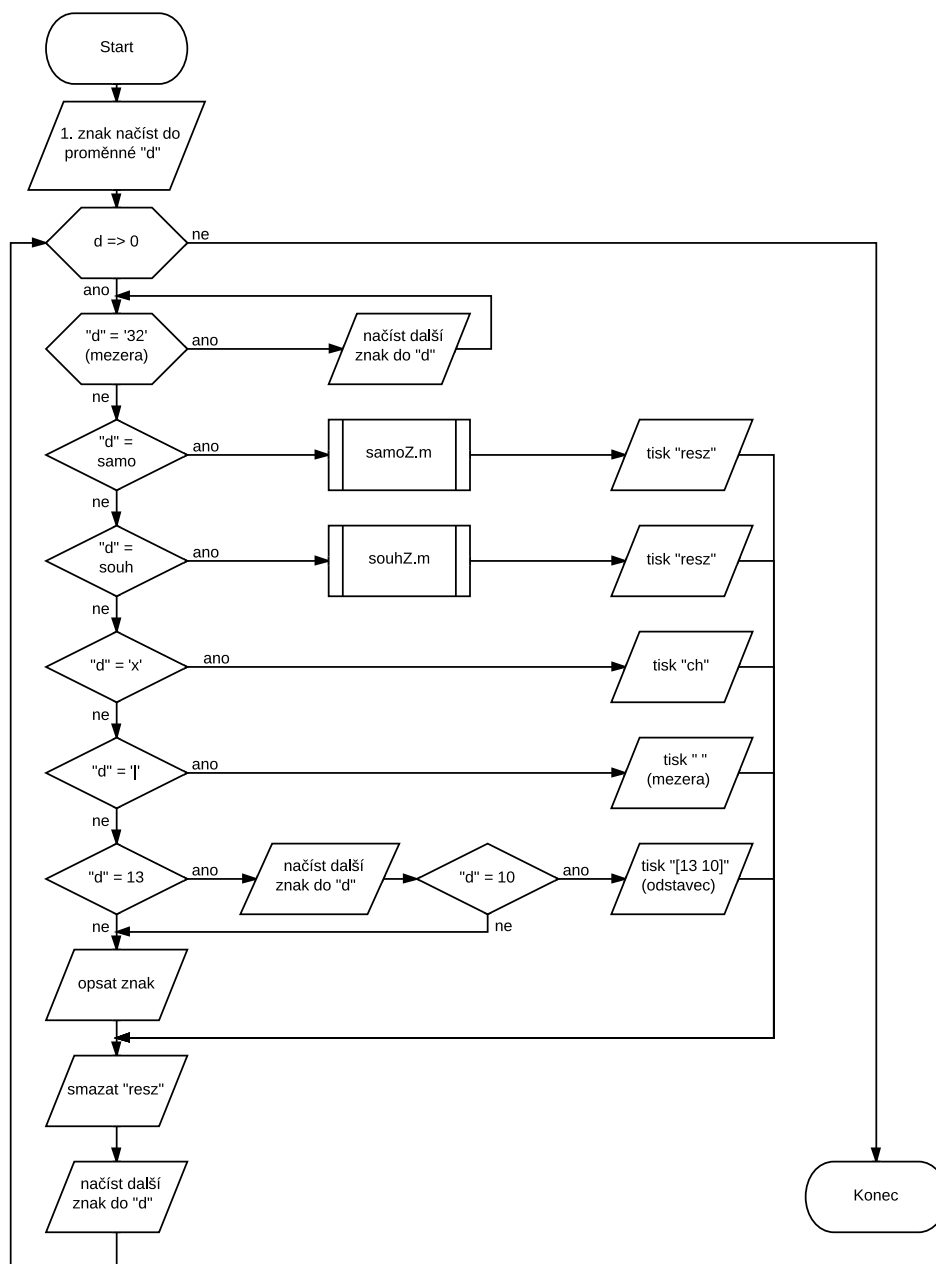 Start
1. znak načíst do
proměnné "d"
d => 0
ne
ano
"d" = '32'
(mezera)
ano
načíst další
znak do "d"
ne
"d" =
samo
ano
samoZ.m
tisk "resz"
ne
"d" =
souh
ano
souhZ.m
tisk "resz"
ne
"d" = 'x'
ano
tisk "ch"
ne
"d" = '|'
ano
tisk " "
(mezera)
ne
"d" = 13
ano
načíst další
znak do "d"
"d" = 10
ano
tisk "[13 10]"
(odstavec)
ne
ne
opsat znak
smazat "resz"
načíst další
znak do "d"
Konec